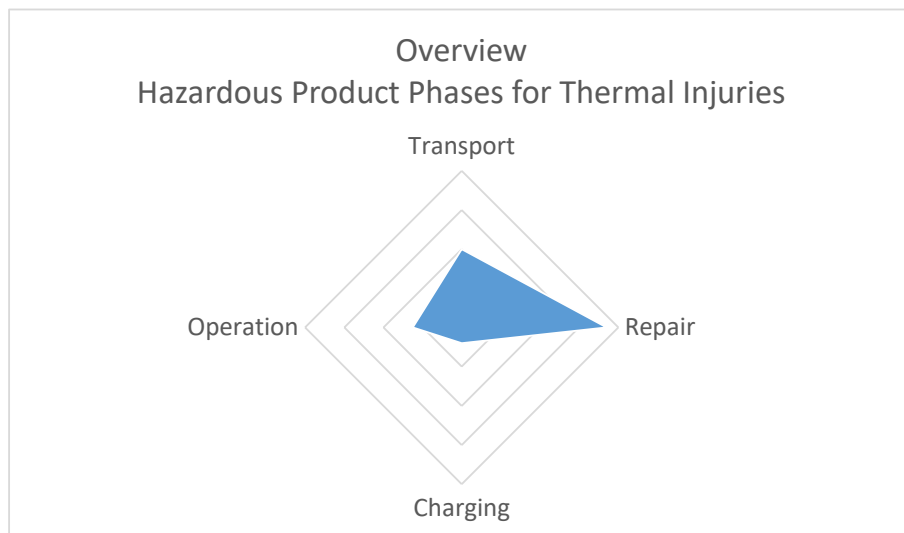 Overview
Hazardous Product Phases for Thermal Injuries
Transport
Operation
Repair
Charging